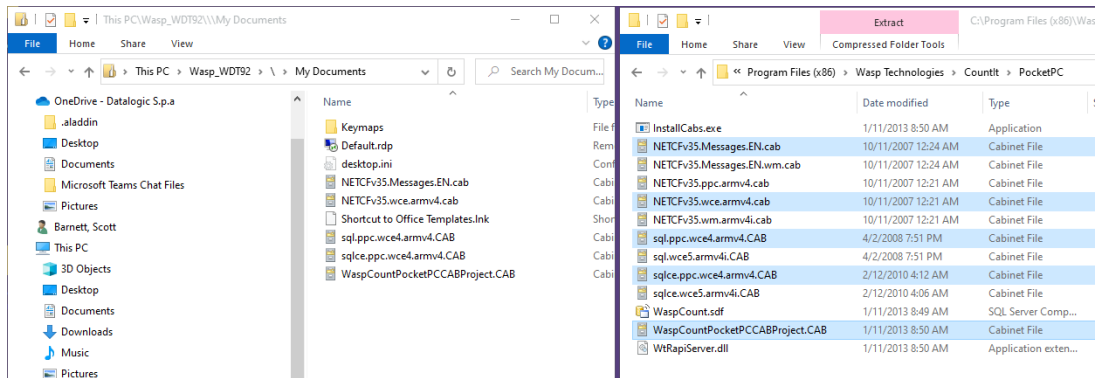 This PC\Wasp_WDT92\\\My Documents
File Home Share View
This PC > Wasp_WDT92 > \ > My Documents
Search My Docum...
OneDrive - Datalogic S.p.a
.aladdin
Desktop
Documents
Microsoft Teams Chat Files
Pictures
Barnett, Scott
This PC
3D Objects
Desktop
Documents
Downloads
Music
Pictures
Name Type
Keymaps File f
Default.rdp Rem
desktop.ini Conf
NETCFv35.Messages.EN.cab Cabi
NETCFv35.wce.armv4.cab Cabi
Shortcut to Office Templates.lnk Shor
sql.ppc.wce4.armv4.CAB Cabi
sqlce.ppc.wce4.armv4.CAB Cabi
WaspCountPocketPCCABProject.CAB Cabi
Extract C:\Program Files (x86)\Was
File Home Share View Compressed Folder Tools
« Program Files (x86) > Wasp Technologies > CountIt > PocketPC
Name Date modified Type
InstallCabs.exe 1/11/2013 8:50 AM Application
NETCFv35.Messages.EN.cab 10/11/2007 12:24 AM Cabinet File
NETCFv35.Messages.EN.wm.cab 10/11/2007 12:24 AM Cabinet File
NETCFv35.ppc.armv4.cab 10/11/2007 12:21 AM Cabinet File
NETCFv35.wce.armv4.cab 10/11/2007 12:21 AM Cabinet File
NETCFv35.wm.armv4i.cab 10/11/2007 12:21 AM Cabinet File
sql.ppc.wce4.armv4.CAB 4/2/2008 7:51 PM Cabinet File
sql.wce5.armv4i.CAB 4/2/2008 7:51 PM Cabinet File
sqlce.ppc.wce4.armv4.CAB 2/12/2010 4:12 AM Cabinet File
sqlce.wce5.armv4i.CAB 2/12/2010 4:06 AM Cabinet File
WaspCount.sdf 1/11/2013 8:49 AM SQL Server Comp...
WaspCountPocketPCCABProject.CAB 1/11/2013 8:50 AM Cabinet File
WtRapiServer.dll 1/11/2013 8:50 AM Application exten...